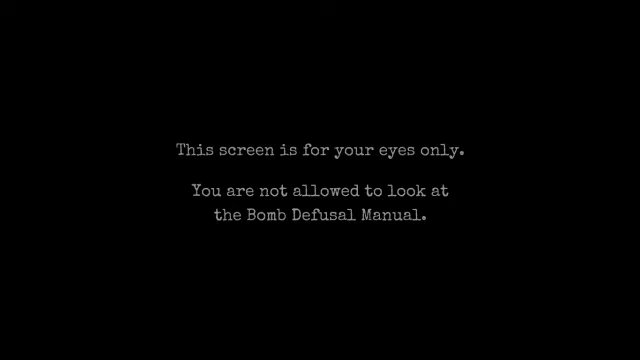 This screen is for your eyes only.
You are not allowed to look at
the Bomb Defusal Manual.